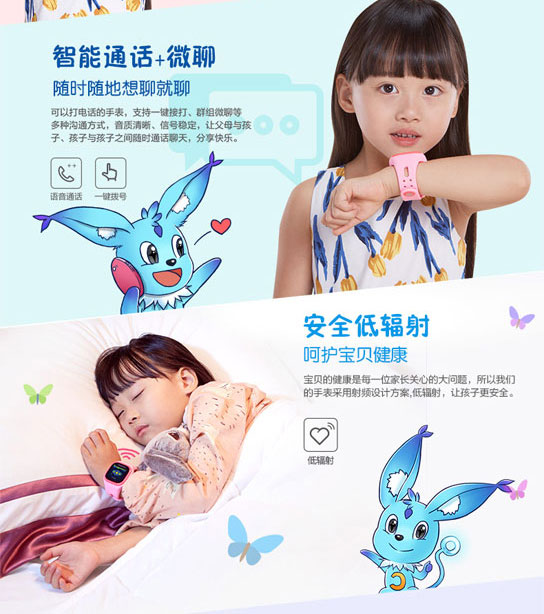 智能通话+微聊
随时随地想聊就聊
可以打电话的手表，支持一键接打、群组微聊等
多种沟通方式，音质清晰、信号稳定，让父母与孩
子、孩子与孩子之间随时通话聊天，分享快乐。
语音通话
一键拨号
安全低辐射
呵护宝贝健康
宝贝的健康是每一位家长关心的大问题，所以我们
的手表采用射频设计方案,低辐射，让孩子更安全。
低辐射